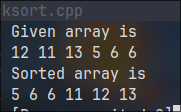 ksort.cpp
Given array is
12 11 13 5 6 6
Sorted array is
5 6 6 11 12 13